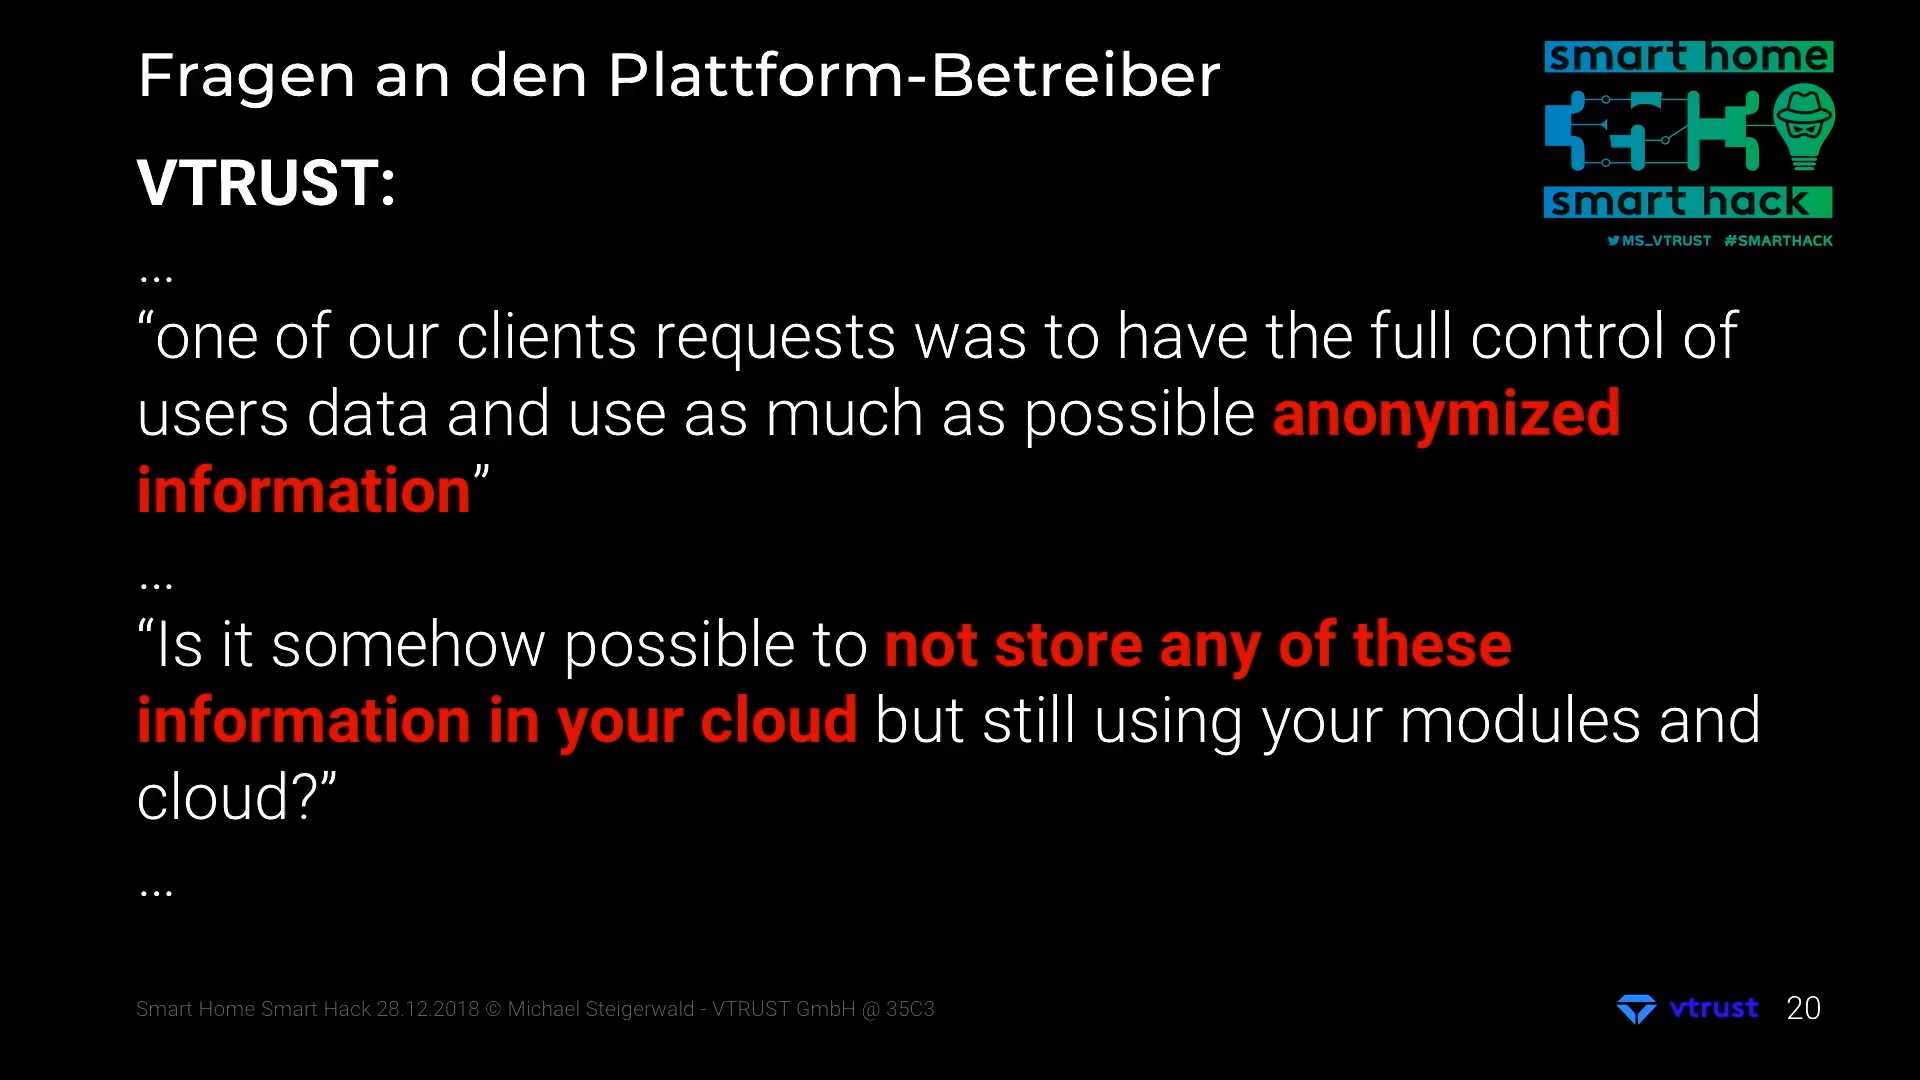 Fragen an den Plattform-Betreiber
smart home
smart hack
MS_VTRUST #SMARTHACK
VTRUST:
...
“one of our clients requests was to have the full control of
users data and use as much as possible anonymized
information”
...
“Is it somehow possible to not store any of these
information in your cloud but still using your modules and
cloud?”
...
Smart Home Smart Hack 28.12.2018 © Michael Steigerwald - VTRUST GmbH @ 35C3
vtrust 20